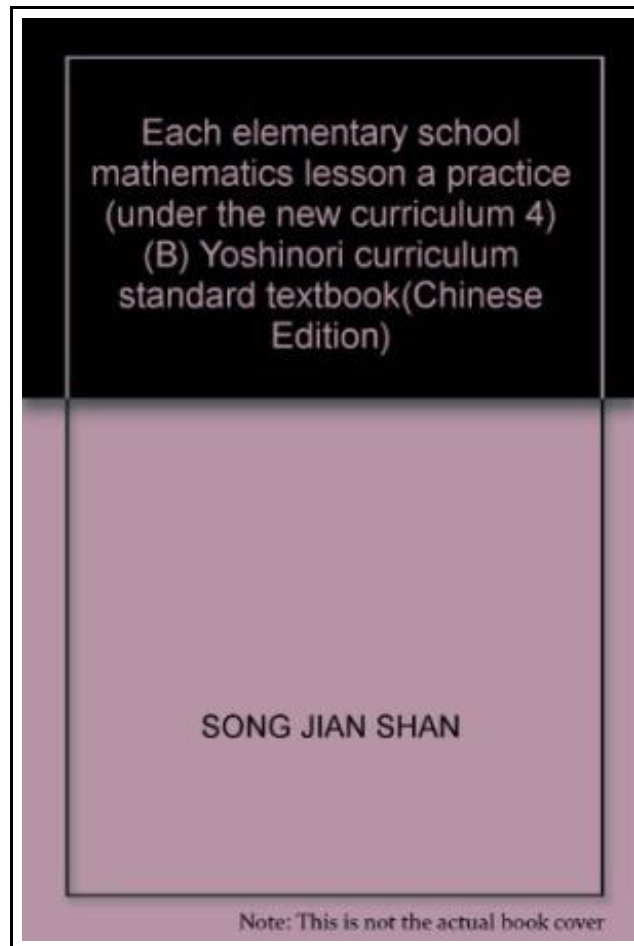 Each elementary school
mathematics lesson a practice
(under the new curriculum 4)
(B) Yoshinori curriculum
standard textbook(Chinese
Edition)
SONG JIAN SHAN
Note: This is not the actual book cover